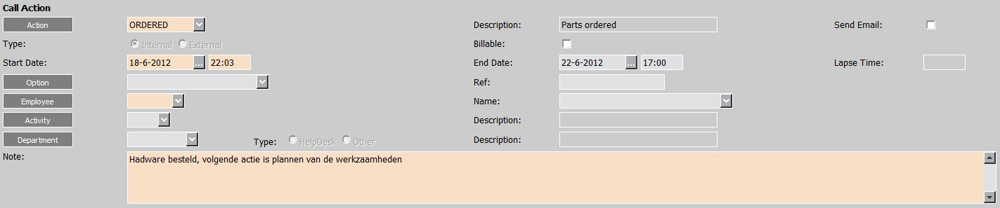 Call Action
Action ORDERED Description: Parts ordered Send Email:
Type: Internal External Billable:
Start Date: 18-6-2012 ... 22:03 End Date: 22-6-2012 ... 17:00 Lapse Time:
Option Ref:
Employee Name:
Activity Description:
Department Type: HelpDesk Other Description:
Note: Hadware besteld, volgende actie is plannen van de werkzaamheden